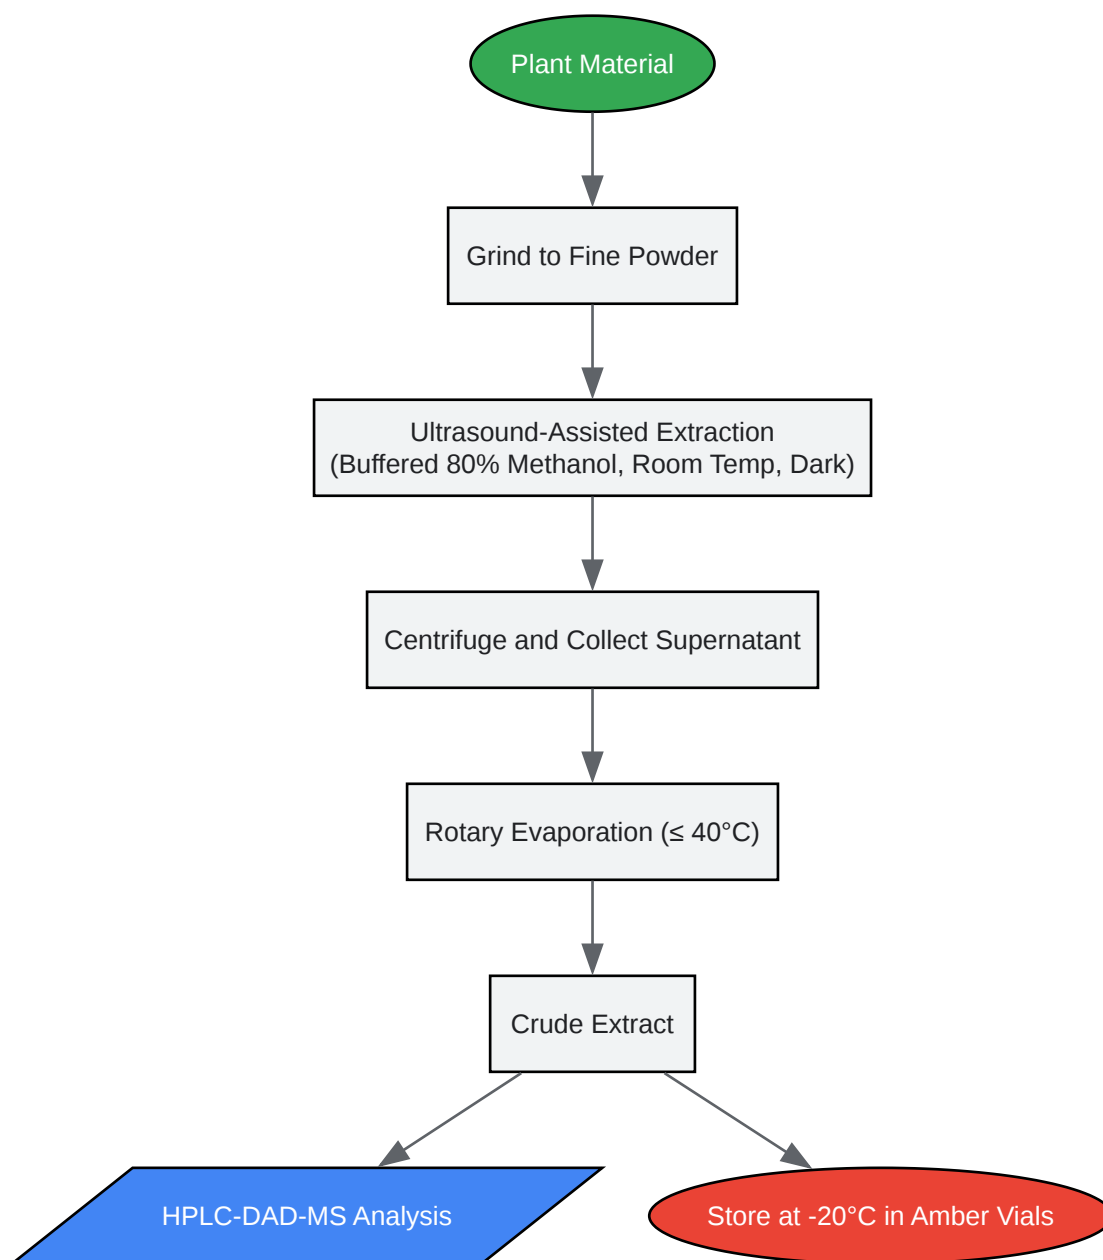 Plant Material
Grind to Fine Powder
Ultrasound-Assisted Extraction
(Buffered 80% Methanol, Room Temp, Dark)
Centrifuge and Collect Supernatant
Rotary Evaporation (≤ 40°C)
Crude Extract
HPLC-DAD-MS Analysis
Store at -20°C in Amber Vials